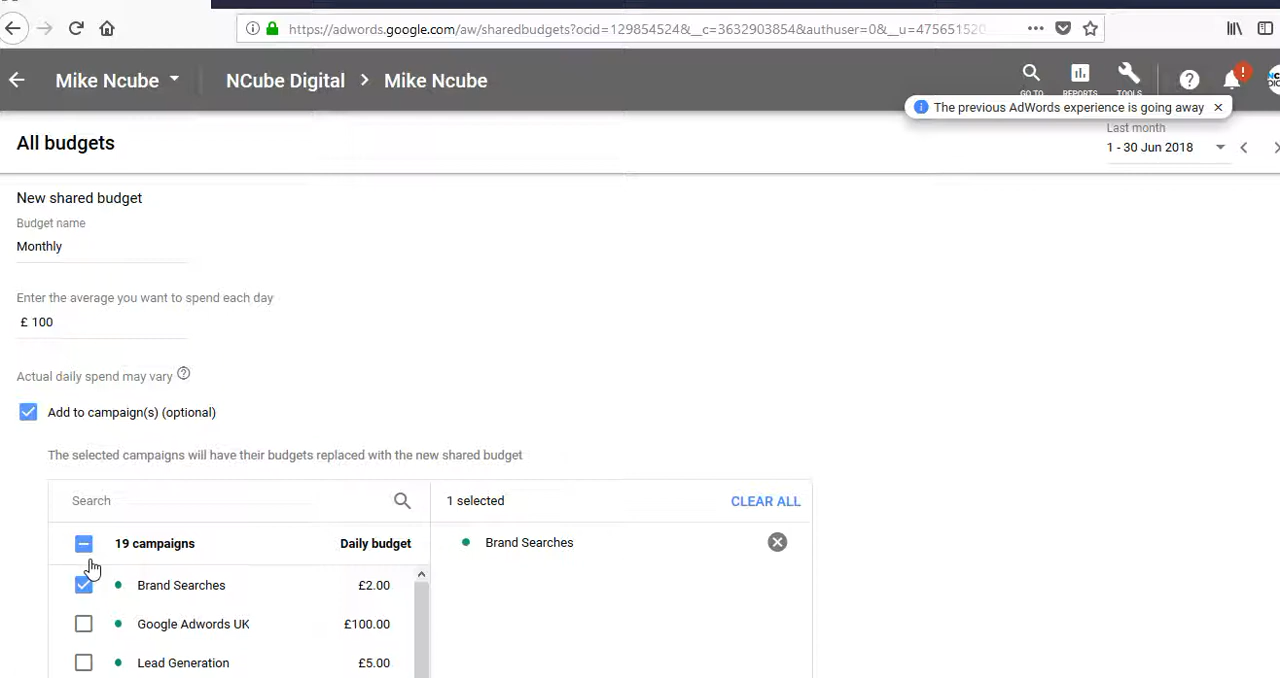 https://adwords.google.com/aw/sharedbudgets?ocid=129854524&__c=3632903854&authuser=0&__u=475651520
Mike Ncube
NCube Digital > Mike Ncube
GO TO
REPORTS
TOOLS
The previous AdWords experience is going away
All budgets
Last month
1 - 30 Jun 2018
New shared budget
Budget name
Monthly
Enter the average you want to spend each day
£ 100
Actual daily spend may vary
Add to campaign(s) (optional)
The selected campaigns will have their budgets replaced with the new shared budget
Search
1 selected
CLEAR ALL
19 campaigns
Daily budget
Brand Searches
Brand Searches
£2.00
Google Adwords UK
£100.00
Lead Generation
£5.00